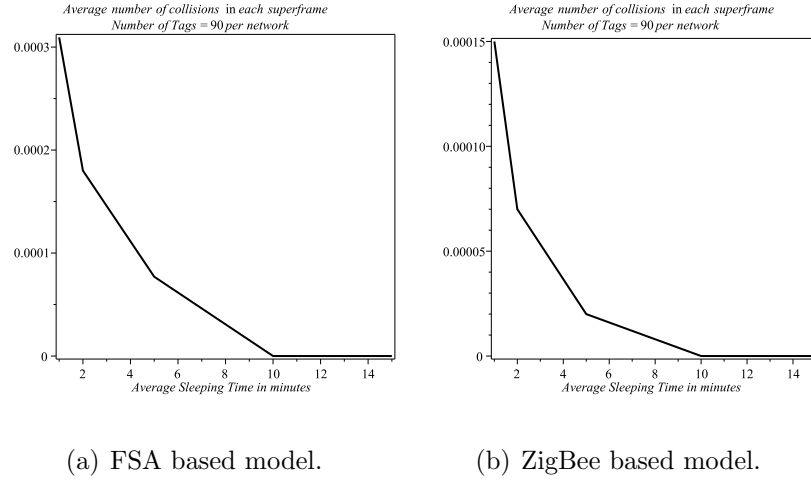 Average number of collisions in each superframe
Number of Tags = 90 per network
0.0003
0.0002
0.0001
0
2 4 6 8 10 12 14
Average Sleeping Time in minutes
(a) FSA based model.
Average number of collisions in each superframe
Number of Tags = 90 per network
0.00015
0.00010
0.00005
0
2 4 6 8 10 12 14
Average Sleeping Time in minutes
(b) ZigBee based model.